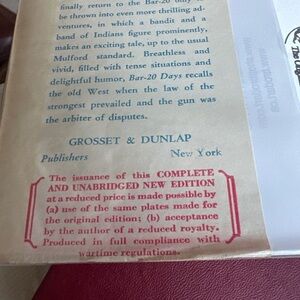 finally return to the Bar-20 only to
be thrown into even more thrilling ad-
ventures, in which a bandit and a
band of Indians figure prominently,
makes an exciting tale, up to the usual
Mulford standard. Breathless and
vivid, filled with tense situations and
delightful humor, Bar-20 Days recalls
the old West when the law of the
strongest prevailed and the gun was
the arbiter of disputes.
GROSSET & DUNLAP
Publishers New York
The issuance of this COMPLETE
AND UNABRIDGED NEW EDITION
at a reduced price is made possible by
(a) use of the same plates made for
the original edition; (b) acceptance
by the author of a reduced royalty.
Produced in full compliance with
wartime regulations.